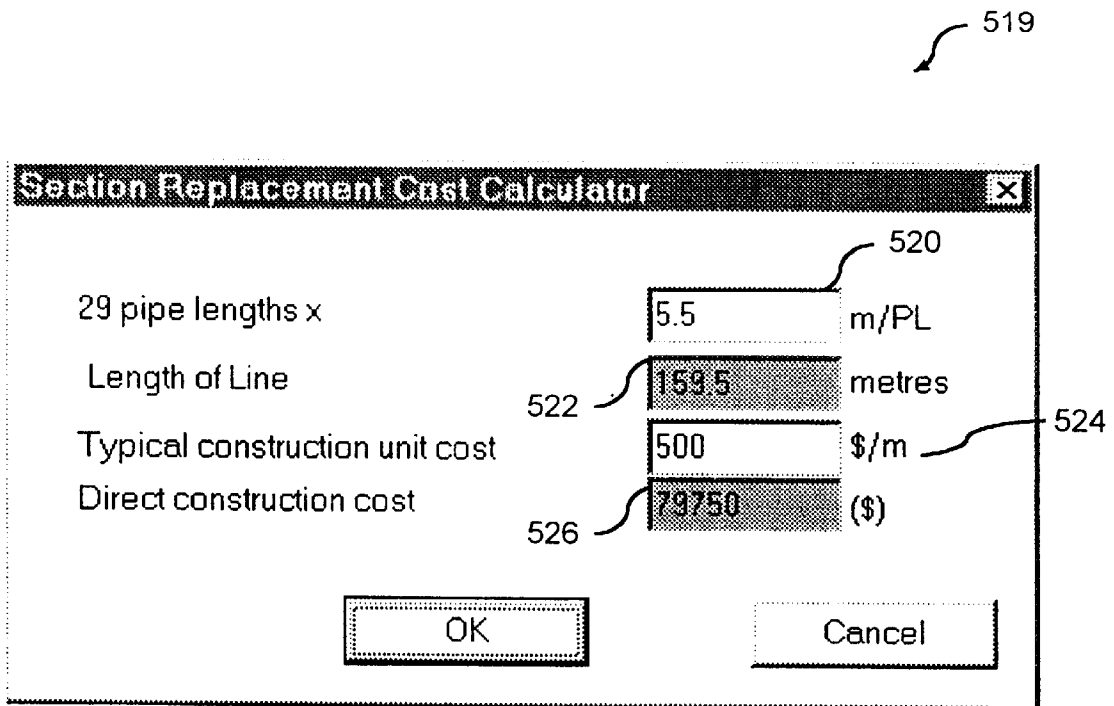 519
Section Replacement Cost Calculator
520
29 pipe lengths x 5.5 m/PL
Length of Line 159.5 metres
522
524
Typical construction unit cost 500 $/m
Direct construction cost 79750 ($)
526
OK Cancel